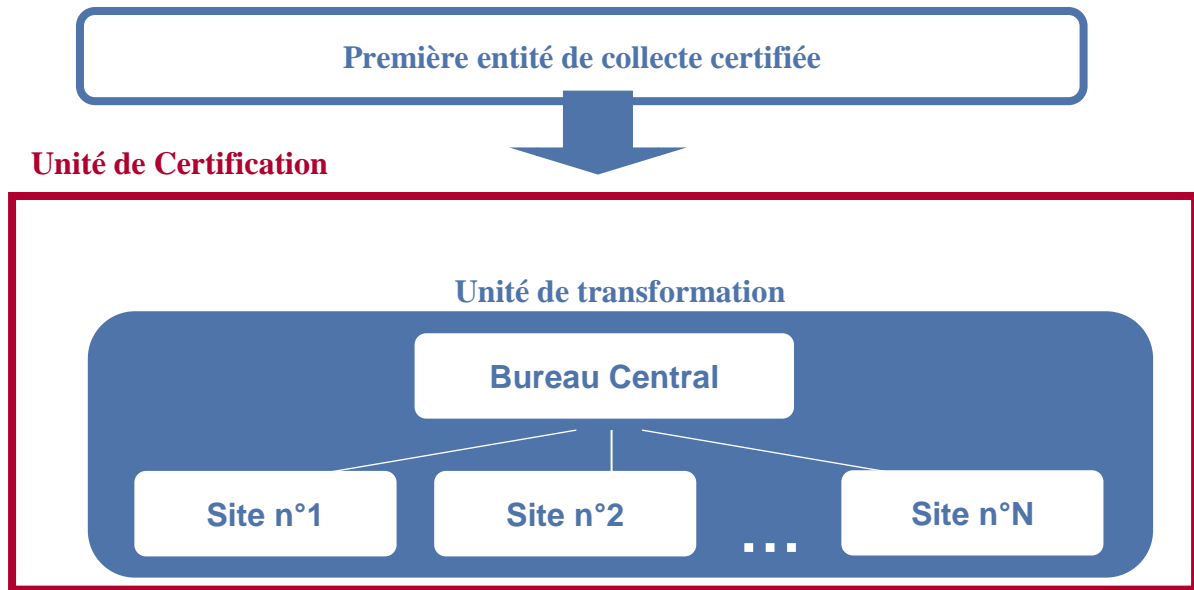 Première entité de collecte certifiée
Unité de Certification
Unité de transformation
Bureau Central
Site n°1
Site n°2
...
Site n°N